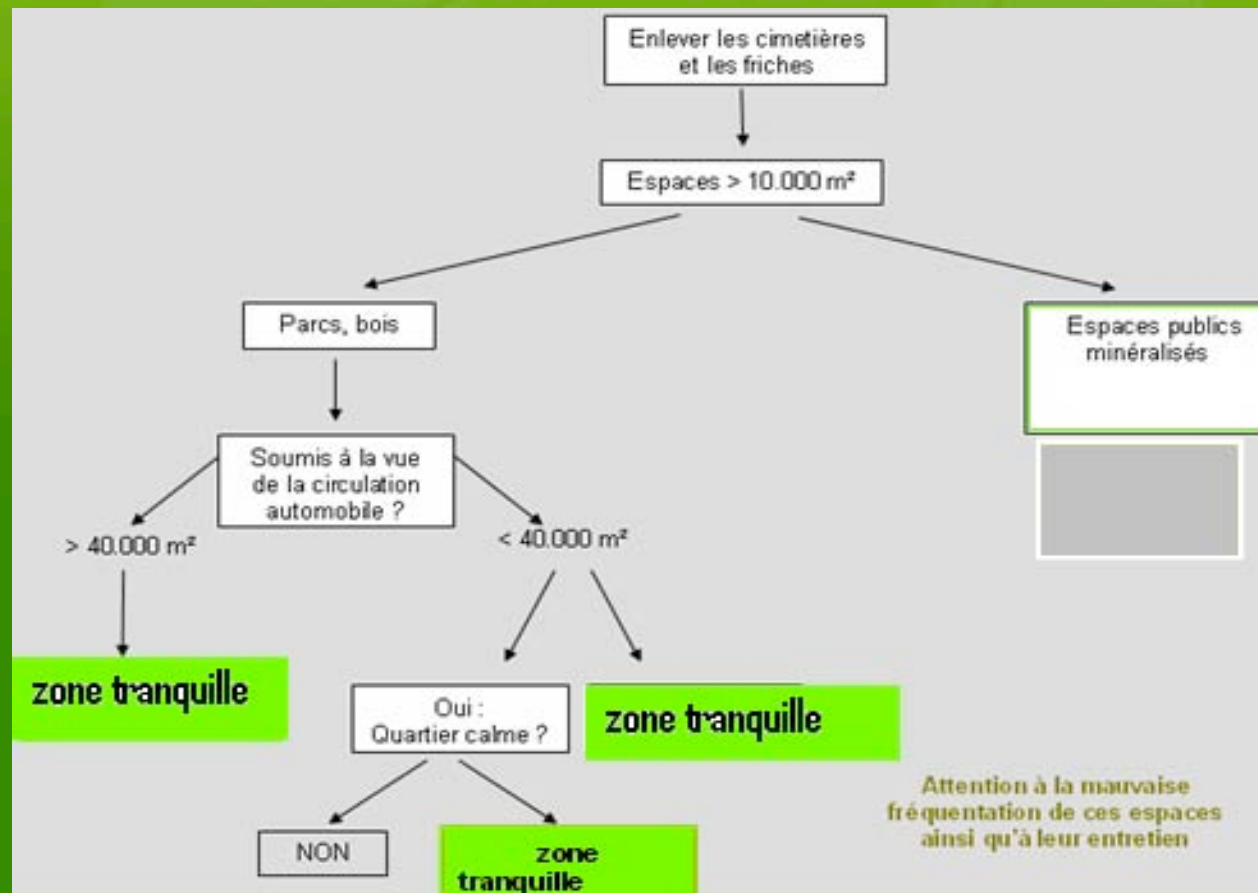 Enlever les cimetières
et les friches
Espaces > 10.000 m²
Parcs, bois
Espaces publics
minéralisés
Soumis à la vue
de la circulation
automobile ?
> 40.000 m²
< 40.000 m²
zone tranquille
Oui :
Quartier calme ?
zone tranquille
Attention à la mauvaise
fréquentation de ces espaces
ainsi qu'à leur entretien
NON
zone
tranquille